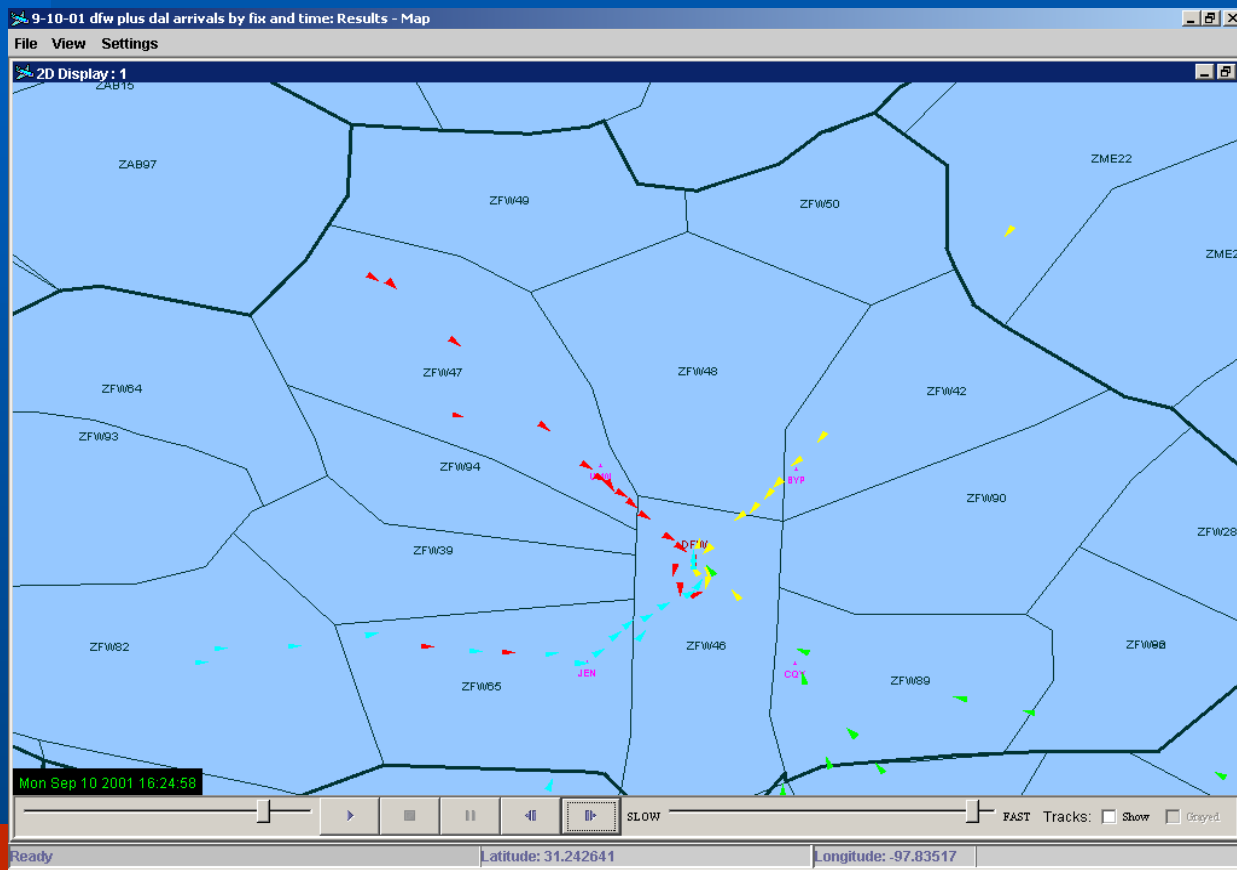 9-10-01 dfw plus dal arrivals by fix and time: Results - Map
File View Settings
2D Display : 1
ZAB15
ZAB97
ZFW49
ZFW50
ZME22
ZME2
ZFW64
ZFW47
ZFW48
ZFW42
ZFW93
ZFW94
BYP
ZFW90
ZFW28
DFW
ZFW39
ZFW82
ZFW46
JEN
ZFW65
CQY
ZFW89
Mon Sep 10 2001 16:24:58
SLOW
FAST Tracks: Show Grayed
Ready
Latitude: 31.242641
Longitude: -97.83517